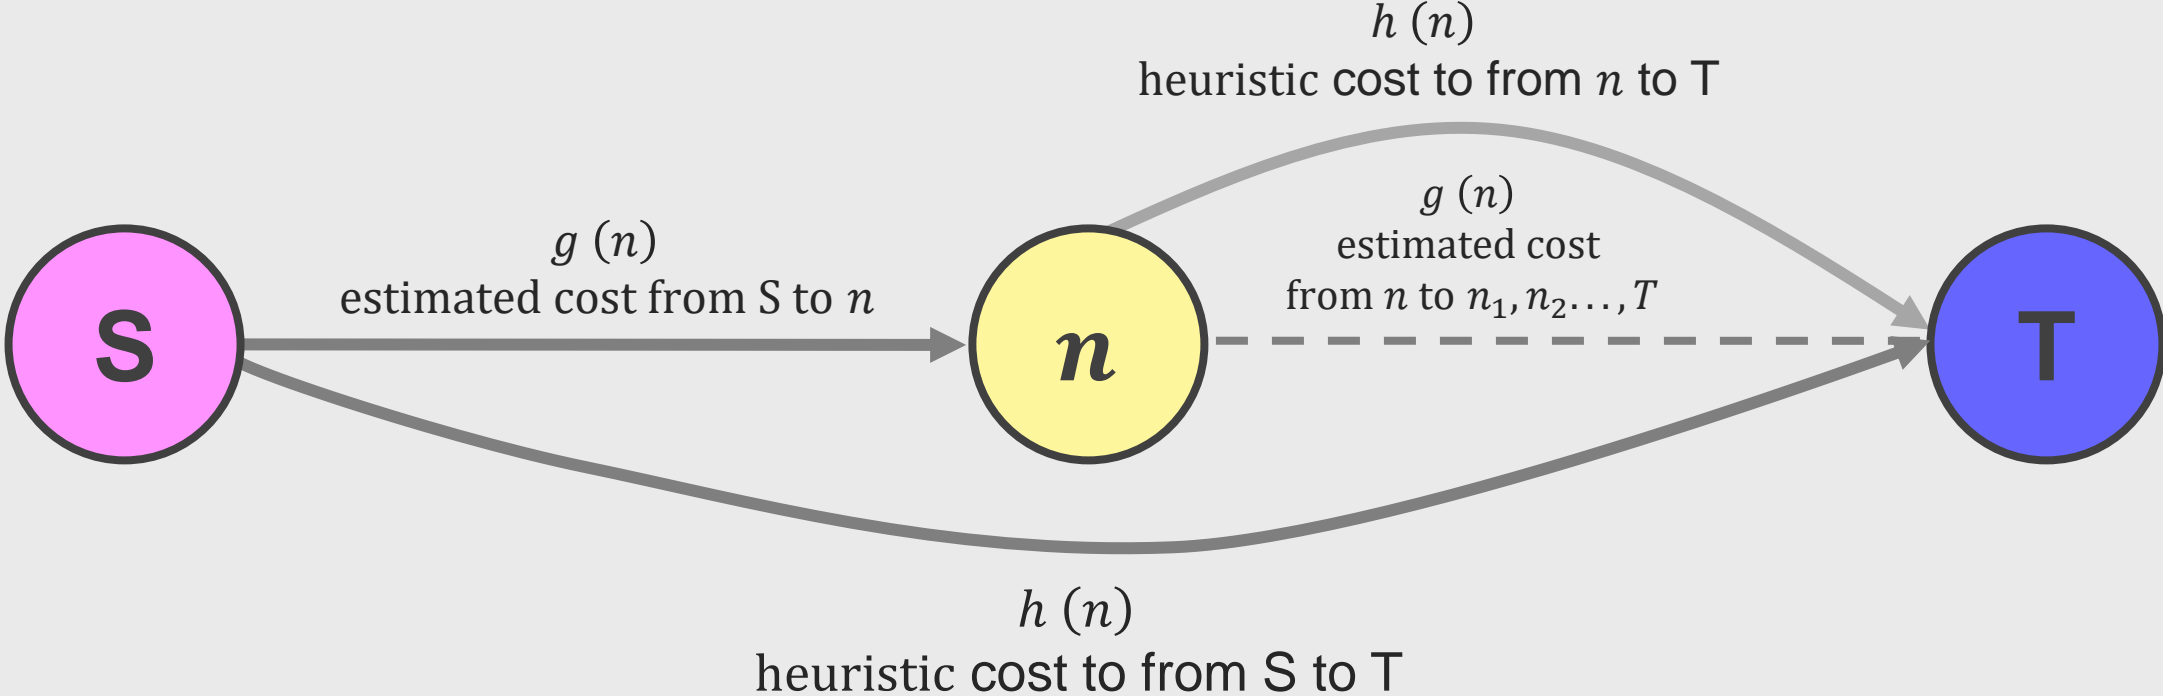 h (n)
heuristic cost to from n to T
g (n)
estimated cost from S to n
g (n)
estimated cost
from n to n₁, n₂..., T
S
n
T
h (n)
heuristic cost to from S to T